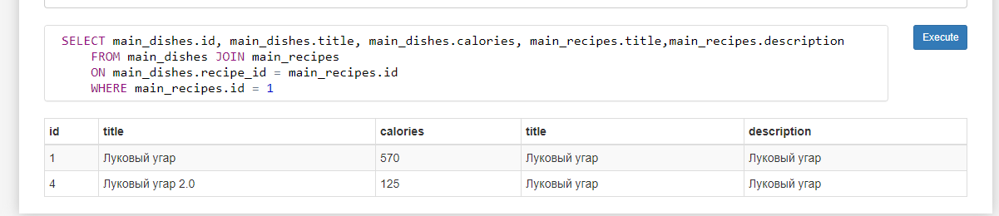 SELECT main_dishes.id, main_dishes.title, main_dishes.calories, main_recipes.title,main_recipes.description
FROM main_dishes JOIN main_recipes
ON main_dishes.recipe_id = main_recipes.id
WHERE main_recipes.id = 1
Execute
id title calories title description
1 Луковый угар 570 Луковый угар Луковый угар
4 Луковый угар 2.0 125 Луковый угар Луковый угар